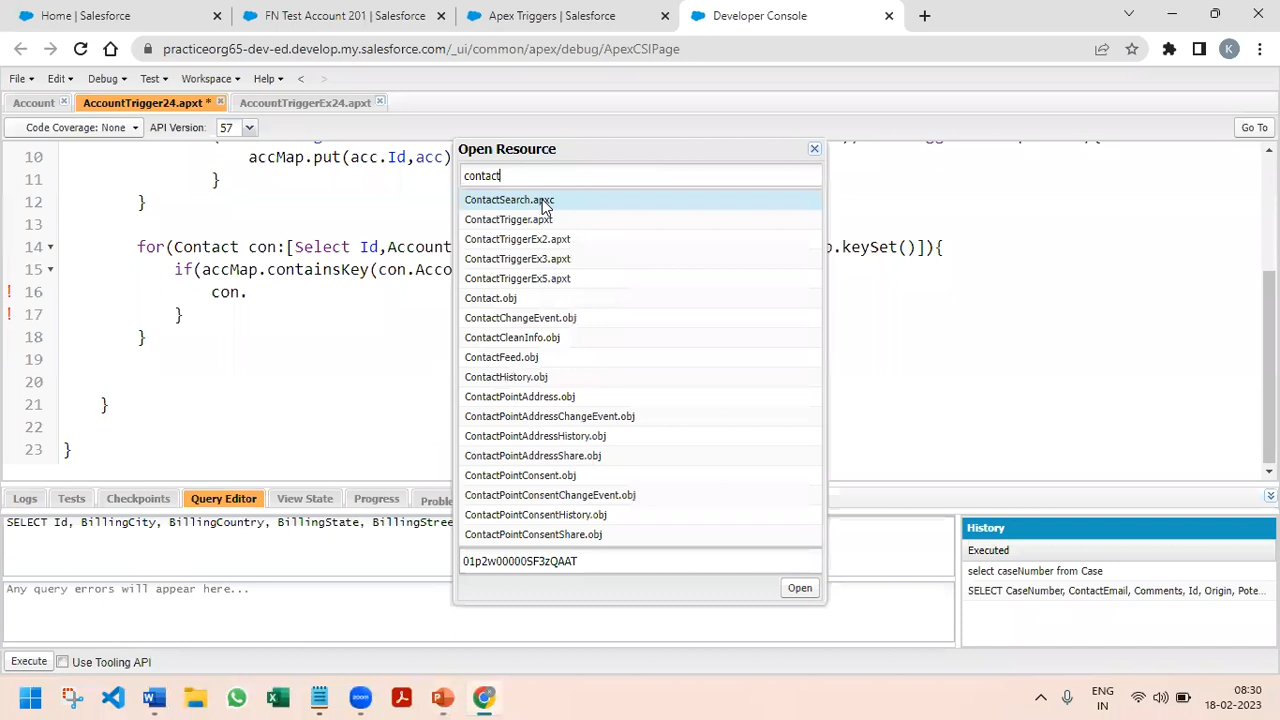 Home | Salesforce
FN Test Account 201 | Salesforce
Apex Triggers | Salesforce
Developer Console
practiceorg65-dev-ed.develop.my.salesforce.com/_ui/common/apex/debug/ApexCSIPage
K
File Edit Debug Test Workspace Help < >
Account AccountTrigger24.apxt * AccountTriggerEx24.apxt
Code Coverage: None API Version: 57 Go To
10 accMap.put(acc.Id,acc)
11 }
12 }
13
14 for(Contact con:[Select Id,Account .keySet()]){
15 if(accMap.containsKey(con.Acco
16 con.
17 }
18 }
19
20
21 }
22
23 }
Open Resource
contact
ContactSearch.apxc
ContactTrigger.apxt
ContactTriggerEx2.apxt
ContactTriggerEx3.apxt
ContactTriggerEx5.apxt
Contact.obj
ContactChangeEvent.obj
ContactCleanInfo.obj
ContactFeed.obj
ContactHistory.obj
ContactPointAddress.obj
ContactPointAddressChangeEvent.obj
ContactPointAddressHistory.obj
ContactPointAddressShare.obj
ContactPointConsent.obj
ContactPointConsentChangeEvent.obj
ContactPointConsentHistory.obj
ContactPointConsentShare.obj
01p2w00000SF3zQAAT
Open
Logs Tests Checkpoints Query Editor View State Progress Proble
SELECT Id, BillingCity, BillingCountry, BillingState, BillingStree
Any query errors will appear here...
History
Executed
select caseNumber from Case
SELECT CaseNumber, ContactEmail, Comments, Id, Origin, Pote...
Execute Use Tooling API
ENG
IN
08:30
18-02-2023